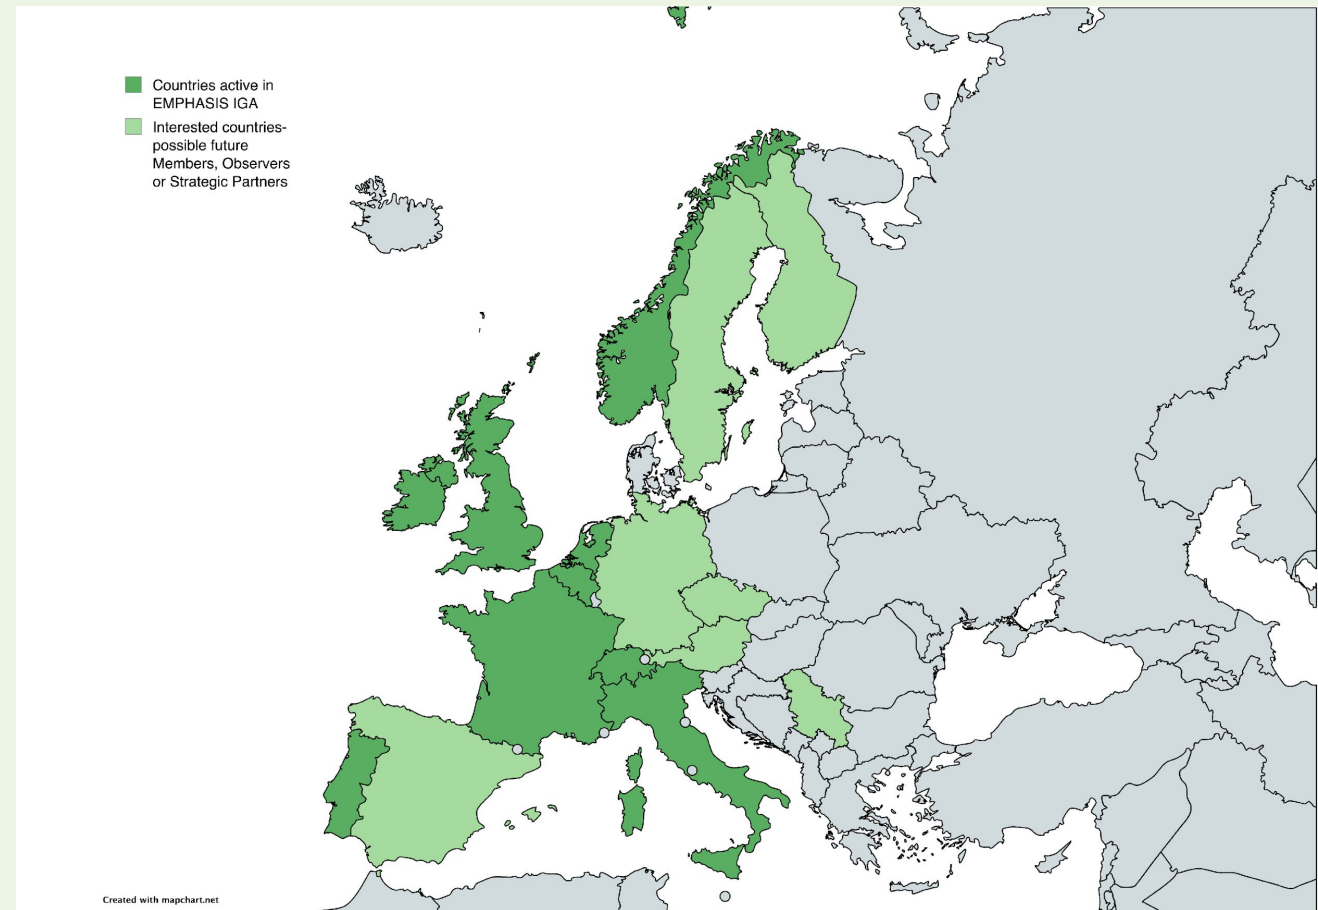 Countries active in
EMPHASIS IGA
Interested countries-
possible future
Members, Observers
or Strategic Partners
Created with mapchart.net